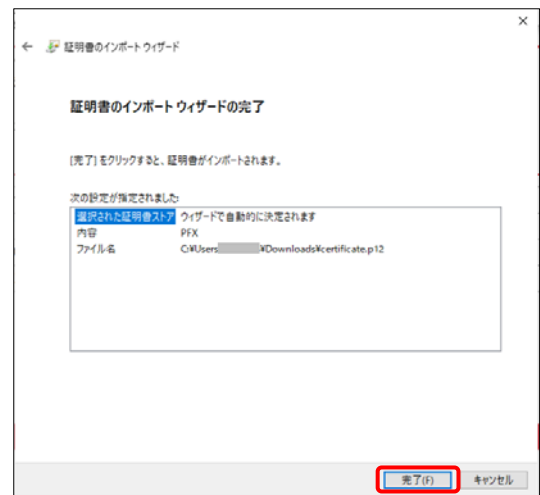 証明書のインポート ウィザード
証明書のインポート ウィザードの完了
[完了] をクリックすると、証明書がインポートされます。
次の設定が指定されました:
選択された証明書ストア ウィザードで自動的に決定されます
内容 PFX
ファイル名 C:¥Users ¥Downloads¥certificate.p12
完了(F) キャンセル